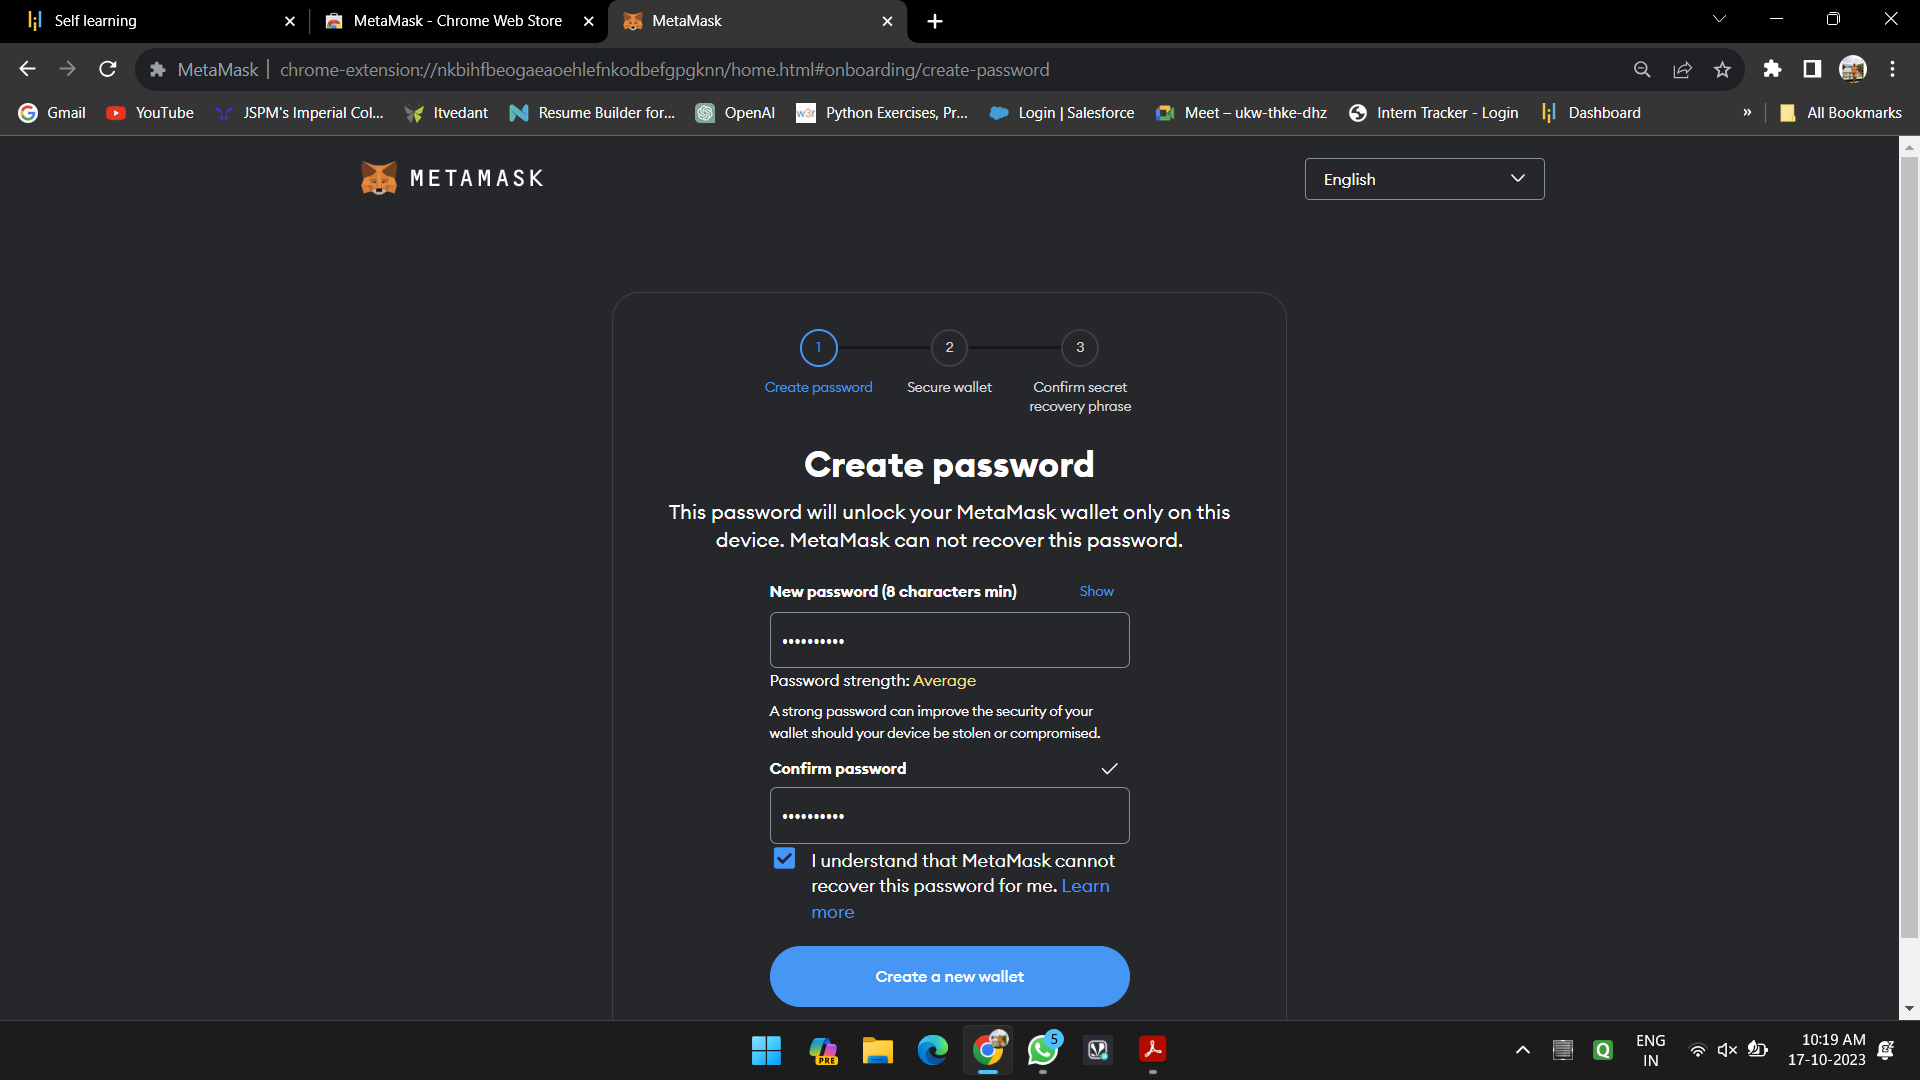 Self learning
MetaMask - Chrome Web Store
MetaMask
MetaMask
chrome-extension://nkbihfbeogaeaoehlefnkodbefgpgknn/home.html#onboarding/create-password
Gmail
YouTube
JSPM's Imperial Col...
Itvedant
Resume Builder for...
OpenAI
w3r
Python Exercises, Pr...
Login | Salesforce
Meet – ukw-thke-dhz
Intern Tracker - Login
Dashboard
»
All Bookmarks
METAMASK
English
1
2
3
Create password
Secure wallet
Confirm secret
recovery phrase
Create password
This password will unlock your MetaMask wallet only on this
device. MetaMask can not recover this password.
New password (8 characters min)
Show
••••••••••
Password strength: Average
A strong password can improve the security of your
wallet should your device be stolen or compromised.
Confirm password
••••••••••
I understand that MetaMask cannot
recover this password for me. Learn
more
Create a new wallet
PRE
5
Q
ENG
IN
10:19 AM
17-10-2023